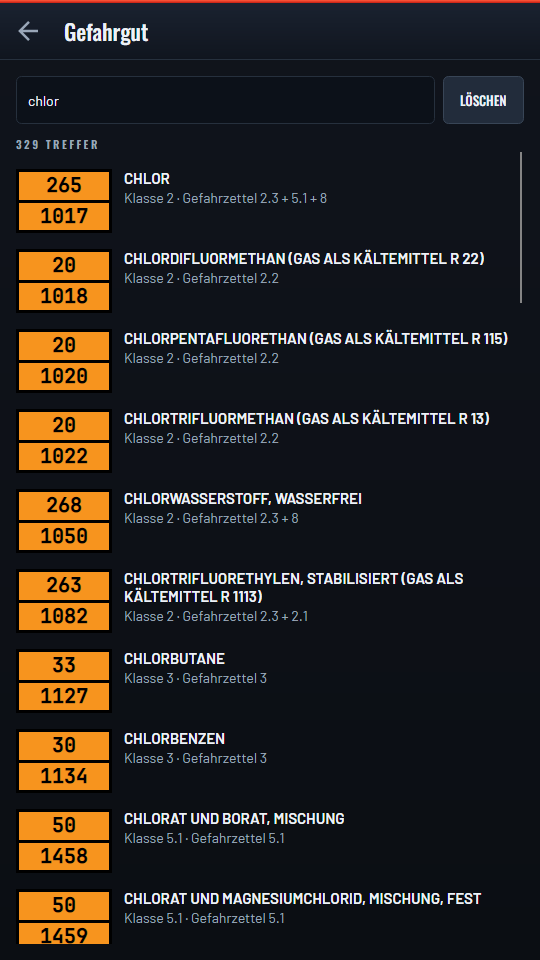 Gefahrgut
chlor
LÖSCHEN
329 TREFFER
265
1017
CHLOR
Klasse 2 · Gefahrzettel 2.3 + 5.1 + 8
20
1018
CHLORDIFLUORMETHAN (GAS ALS KÄLTEMITTEL R 22)
Klasse 2 · Gefahrzettel 2.2
20
1020
CHLORPENTAFLUORETHAN (GAS ALS KÄLTEMITTEL R 115)
Klasse 2 · Gefahrzettel 2.2
20
1022
CHLORTRIFLUORMETHAN (GAS ALS KÄLTEMITTEL R 13)
Klasse 2 · Gefahrzettel 2.2
268
1050
CHLORWASSERSTOFF, WASSERFREI
Klasse 2 · Gefahrzettel 2.3 + 8
263
1082
CHLORTRIFLUORETHYLEN, STABILISIERT (GAS ALS
KÄLTEMITTEL R 1113)
Klasse 2 · Gefahrzettel 2.3 + 2.1
33
1127
CHLORBUTANE
Klasse 3 · Gefahrzettel 3
30
1134
CHLORBENZEN
Klasse 3 · Gefahrzettel 3
50
1458
CHLORAT UND BORAT, MISCHUNG
Klasse 5.1 · Gefahrzettel 5.1
50
1459
CHLORAT UND MAGNESIUMCHLORID, MISCHUNG, FEST
Klasse 5.1 · Gefahrzettel 5.1